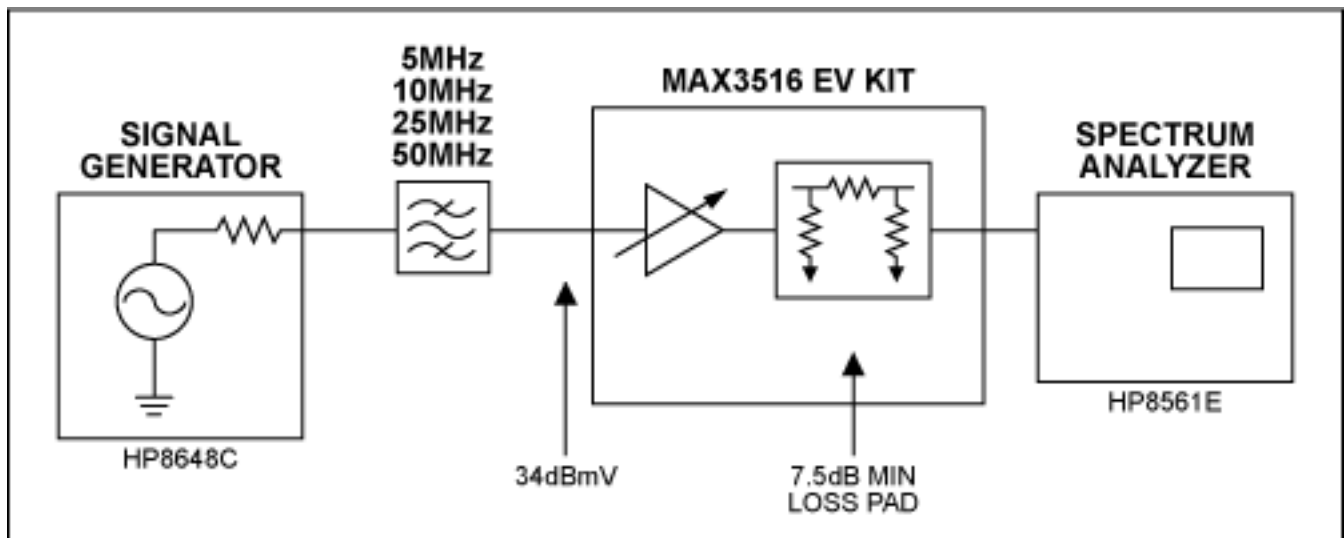 5MHz
10MHz
25MHz
50MHz
MAX3516 EV KIT
SIGNAL
GENERATOR
SPECTRUM
ANALYZER
HP8648C
34dBmV
7.5dB MIN
LOSS PAD
HP8561E